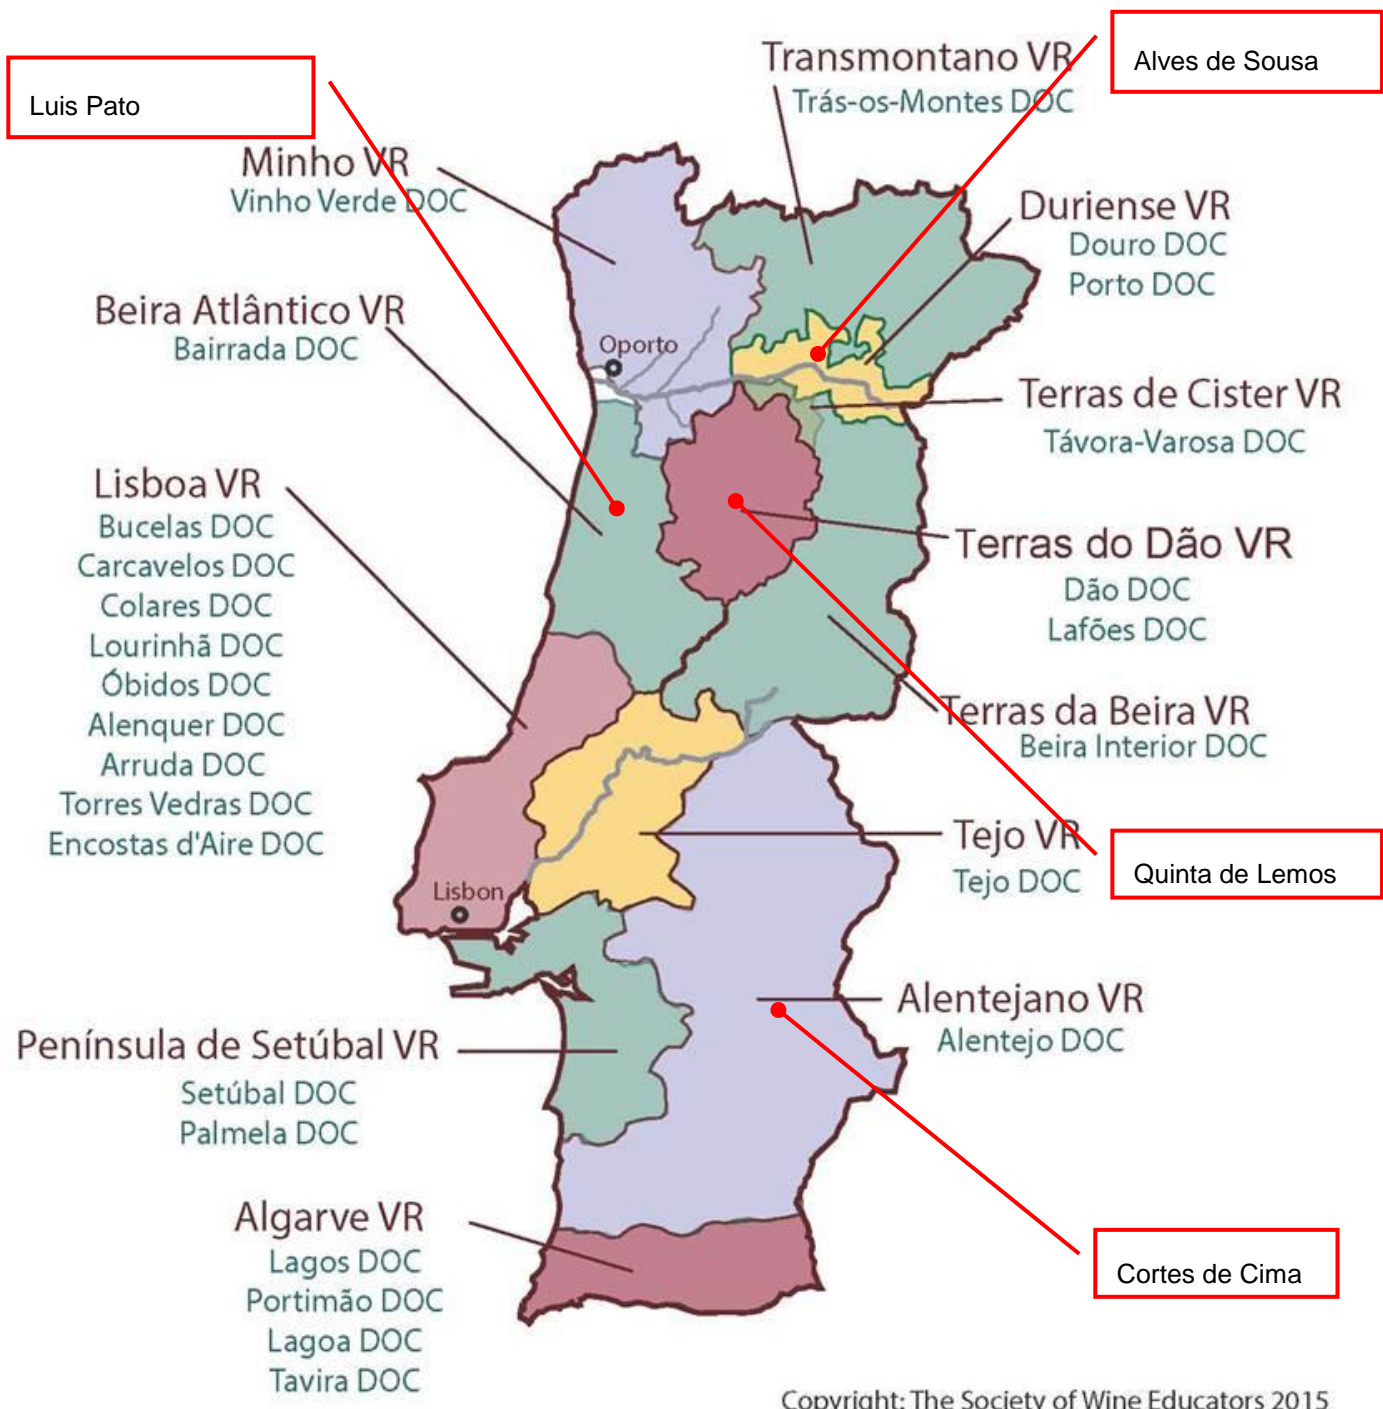 Alves de Sousa
Luis Pato
Transmontano VR
Trás-os-Montes DOC
Minho VR
Vinho Verde DOC
Duriense VR
Douro DOC
Porto DOC
Beira Atlântico VR
Bairrada DOC
Oporto
Terras de Cister VR
Távora-Varosa DOC
Lisboa VR
Bucelas DOC
Carcavelos DOC
Colares DOC
Lourinhã DOC
Óbidos DOC
Alenquer DOC
Arruda DOC
Torres Vedras DOC
Encostas d'Aire DOC
Terras do Dão VR
Dão DOC
Lafões DOC
Terras da Beira VR
Beira Interior DOC
Tejo VR
Tejo DOC
Quinta de Lemos
Lisbon
Alentejano VR
Alentejo DOC
Península de Setúbal VR
Setúbal DOC
Palmela DOC
Algarve VR
Lagos DOC
Portimão DOC
Lagoa DOC
Tavira DOC
Cortes de Cima
Copyright: The Society of Wine Educators 2015